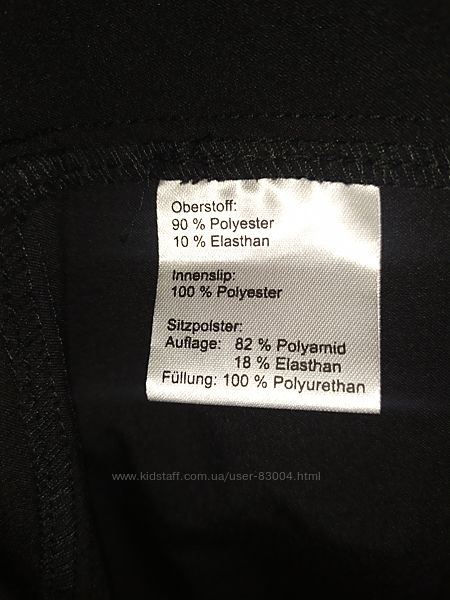 Oberstoff:
90 % Polyester
10 % Elasthan
Innenslip:
100 % Polyester
Sitzpolster:
Auflage: 82 % Polyamid
18 % Elasthan
Füllung: 100 % Polyurethan
www.kidstaff.com.ua/user-83004.html